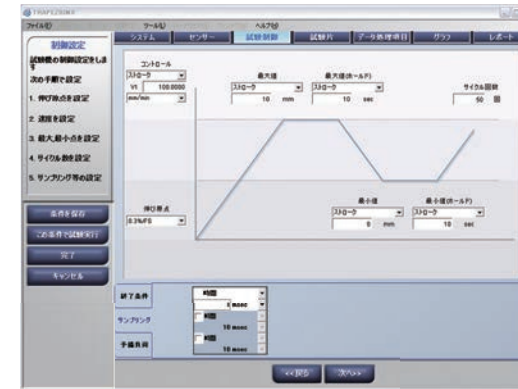 TRAPEZIUMX
ファイル(F) ツール(L) ヘルプ(H)
システム センサー 試験制御 試験片 データ処理項目 グラフ レポート
制御設定
試験機の制御設定をします
次の手順で設定
1. 伸び原点を設定
2. 速度を設定
3. 最大最小点を設定
4. サイクル数を設定
5. サンプリング等の設定
条件を保存
この条件で試験実行
完了
キャンセル
コントロール
ストローク
V1 100.0000
mm/min
最大値
ストローク
10 mm
最大値(ホールド)
ストローク
10 sec
サイクル回数
50 回
伸び原点
0.3%/FS
最小値
ストローク
0 mm
最小値(ホールド)
ストローク
10 sec
終了条件
サンプリング
予備負荷
時間
1 msec
時間
10 msec
時間
10 msec
<<戻る 次へ>>